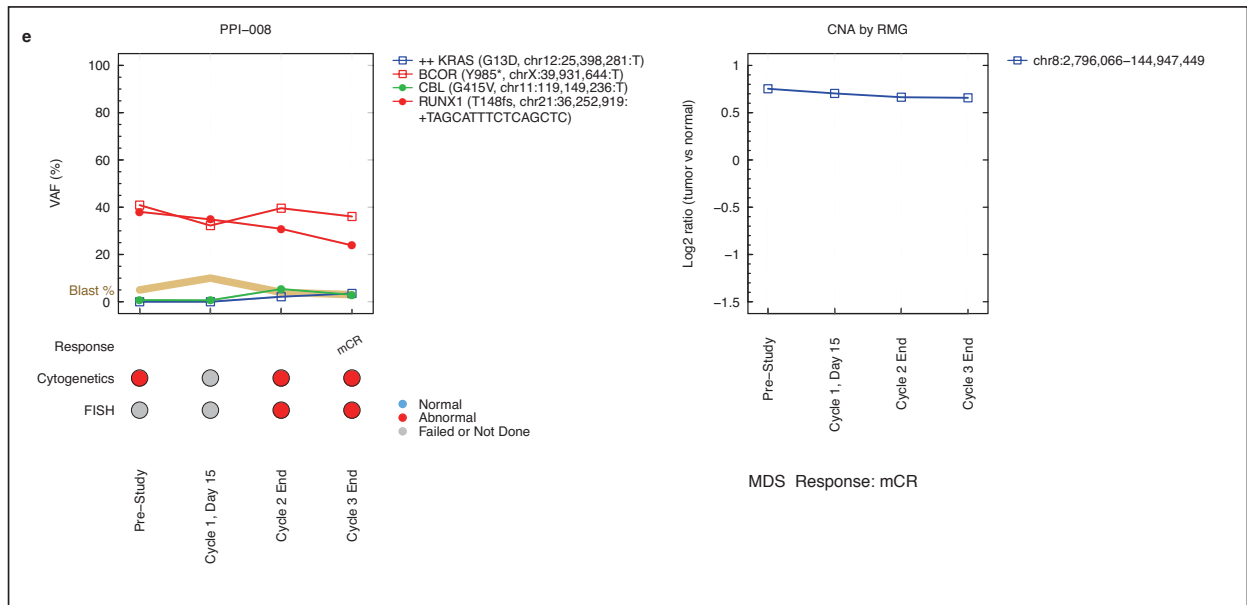 e
PPI–008
100
80
60
40
20
0
VAF (%)
Blast %
++ KRAS (G13D, chr12:25,398,281:T)
BCOR (Y985*, chrX:39,931,644:T)
CBL (G415V, chr11:119,149,236:T)
RUNX1 (T148fs, chr21:36,252,919:
+TAGCATTTCTCAGCTC)
Response
mCR
Cytogenetics
FISH
Normal
Abnormal
Failed or Not Done
Pre–Study
Cycle 1, Day 15
Cycle 2 End
Cycle 3 End
CNA by RMG
1
0.5
0
−0.5
−1
−1.5
Log2 ratio (tumor vs normal)
chr8:2,796,066−144,947,449
Pre–Study
Cycle 1, Day 15
Cycle 2 End
Cycle 3 End
MDS Response: mCR